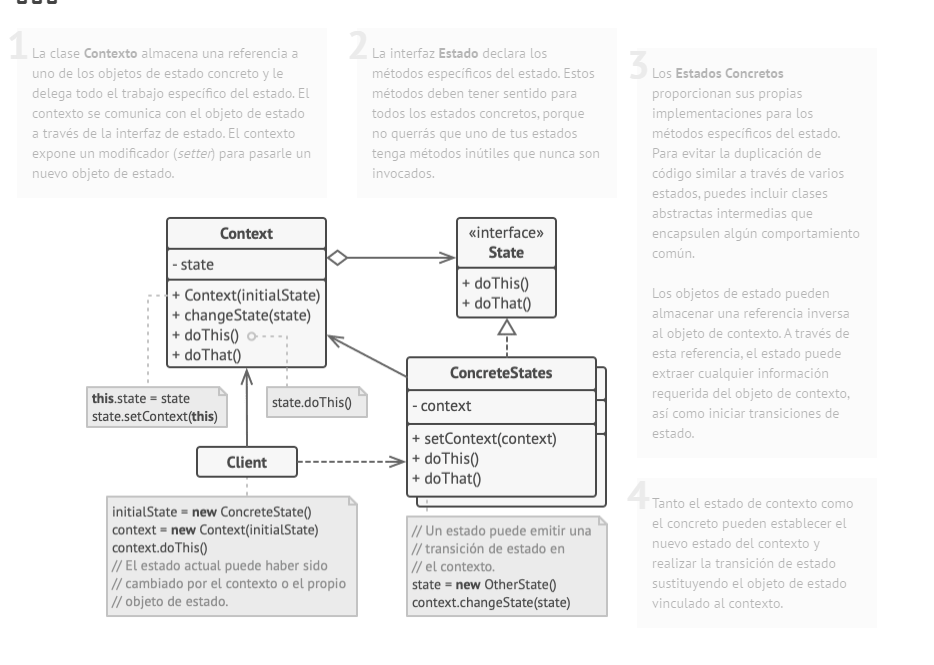 1
La clase Contexto almacena una referencia a
uno de los objetos de estado concreto y le
delega todo el trabajo específico del estado. El
contexto se comunica con el objeto de estado
a través de la interfaz de estado. El contexto
expone un modificador (setter) para pasarle un
nuevo objeto de estado.
2
La interfaz Estado declara los
métodos específicos del estado. Estos
métodos deben tener sentido para
todos los estados concretos, porque
no querrás que uno de tus estados
tenga métodos inútiles que nunca son
invocados.
3
Los Estados Concretos
proporcionan sus propias
implementaciones para los
métodos específicos del estado.
Para evitar la duplicación de
código similar a través de varios
estados, puedes incluir clases
abstractas intermedias que
encapsulen algún comportamiento
común.
Los objetos de estado pueden
almacenar una referencia inversa
al objeto de contexto. A través de
esta referencia, el estado puede
extraer cualquier información
requerida del objeto de contexto,
así como iniciar transiciones de
estado.
Context
- state
+ Context(initialState)
+ changeState(state)
+ doThis()
+ doThat()
«interface»
State
+ doThis()
+ doThat()
this.state = state
state.setContext(this)
state.doThis()
ConcreteStates
- context
+ setContext(context)
+ doThis()
+ doThat()
Client
initialState = new ConcreteState()
context = new Context(initialState)
context.doThis()
// El estado actual puede haber sido
// cambiado por el contexto o el propio
// objeto de estado.
// Un estado puede emitir una
// transición de estado en
// el contexto.
state = new OtherState()
context.changeState(state)
4
Tanto el estado de contexto como
el concreto pueden establecer el
nuevo estado del contexto y
realizar la transición de estado
sustituyendo el objeto de estado
vinculado al contexto.